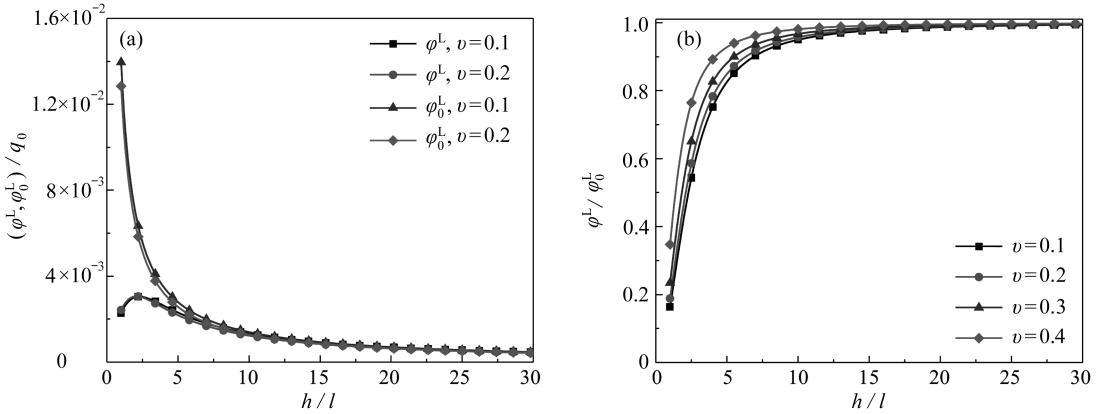 (a)
1.6×10⁻²
1.2×10⁻²
8×10⁻³
4×10⁻³
0
(φᴸ, φ₀ᴸ) / q₀
φᴸ, υ=0.1
φᴸ, υ=0.2
φ₀ᴸ, υ=0.1
φ₀ᴸ, υ=0.2
0 5 10 15 20 25 30
h / l
(b)
1.0
0.8
0.6
0.4
0.2
0
φᴸ/ φ₀ᴸ
υ=0.1
υ=0.2
υ=0.3
υ=0.4
0 5 10 15 20 25 30
h / l